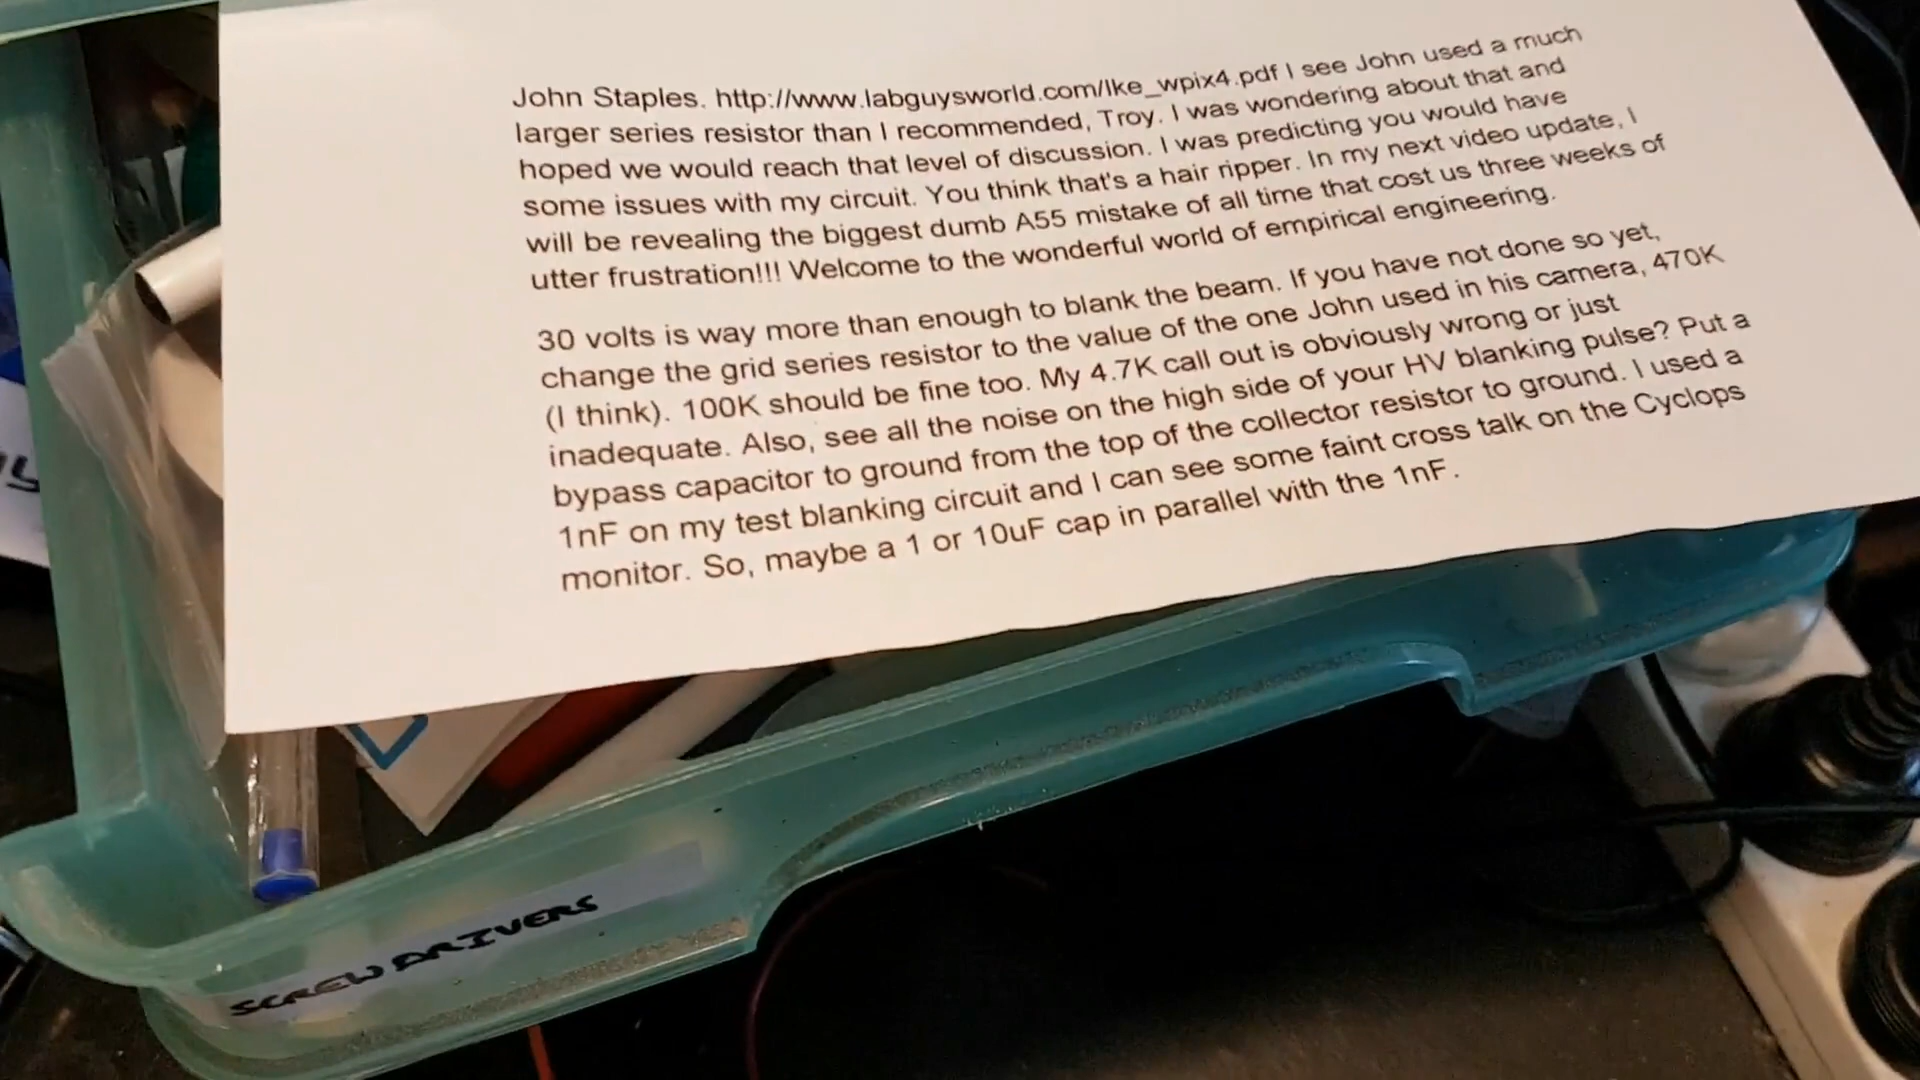 John Staples. http://www.labguysworld.com/Ike_wpix4.pdf I see John used a much
larger series resistor than I recommended, Troy. I was wondering about that and
hoped we would reach that level of discussion. I was predicting you would have
some issues with my circuit. You think that's a hair ripper. In my next video update, I
will be revealing the biggest dumb A55 mistake of all time that cost us three weeks of
utter frustration!!! Welcome to the wonderful world of empirical engineering.
30 volts is way more than enough to blank the beam. If you have not done so yet,
change the grid series resistor to the value of the one John used in his camera, 470K
(I think). 100K should be fine too. My 4.7K call out is obviously wrong or just
inadequate. Also, see all the noise on the high side of your HV blanking pulse? Put a
bypass capacitor to ground from the top of the collector resistor to ground. I used a
1nF on my test blanking circuit and I can see some faint cross talk on the Cyclops
monitor. So, maybe a 1 or 10uF cap in parallel with the 1nF.
SCREWDRIVERS